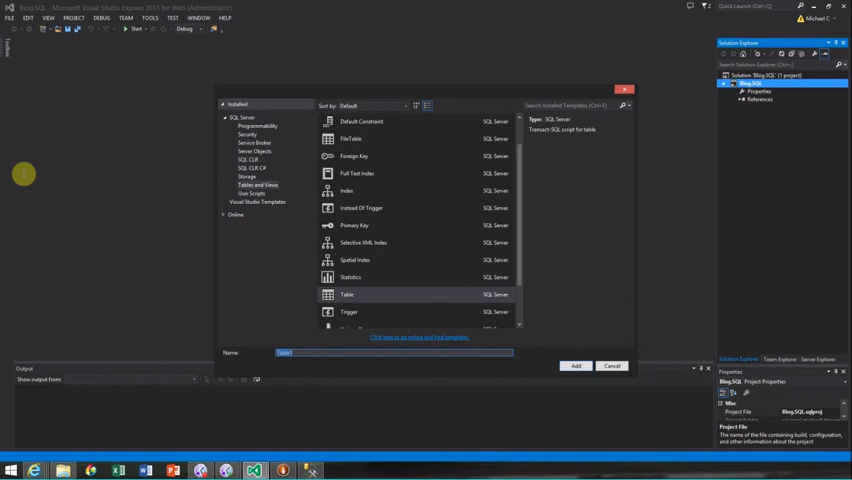 Blog.SQL - Microsoft Visual Studio Express 2013 for Web (Administrator)
2
Quick Launch (Ctrl+Q)
FILE EDIT VIEW PROJECT DEBUG TEAM TOOLS TEST WINDOW HELP
Michael C
Start Debug
Toolbox
Solution Explorer
Search Solution Explorer (Ctrl+;)
Solution 'Blog.SQL' (1 project)
Blog.SQL
Properties
References
Installed
Sort by: Default
Search Installed Templates (Ctrl+E)
SQL Server
Programmability
Security
Service Broker
Server Objects
SQL CLR
SQL CLR C#
Storage
Tables and Views
User Scripts
Visual Studio Templates
Online
Default Constraint SQL Server
FileTable SQL Server
Foreign Key SQL Server
Full Text Index SQL Server
Index SQL Server
Instead Of Trigger SQL Server
Primary Key SQL Server
Selective XML Index SQL Server
Spatial Index SQL Server
Statistics SQL Server
Table SQL Server
Trigger SQL Server
SQL Server
Type: SQL Server
Transact-SQL script for table
Click here to go online and find templates.
Name: Table1
Add Cancel
Output
Show output from:
Solution Explorer Team Explorer Server Explorer
Properties
Blog.SQL Project Properties
Misc
Project File Blog.SQL.sqlproj
Project File
The name of the file containing build, configuration, and other information about the project.